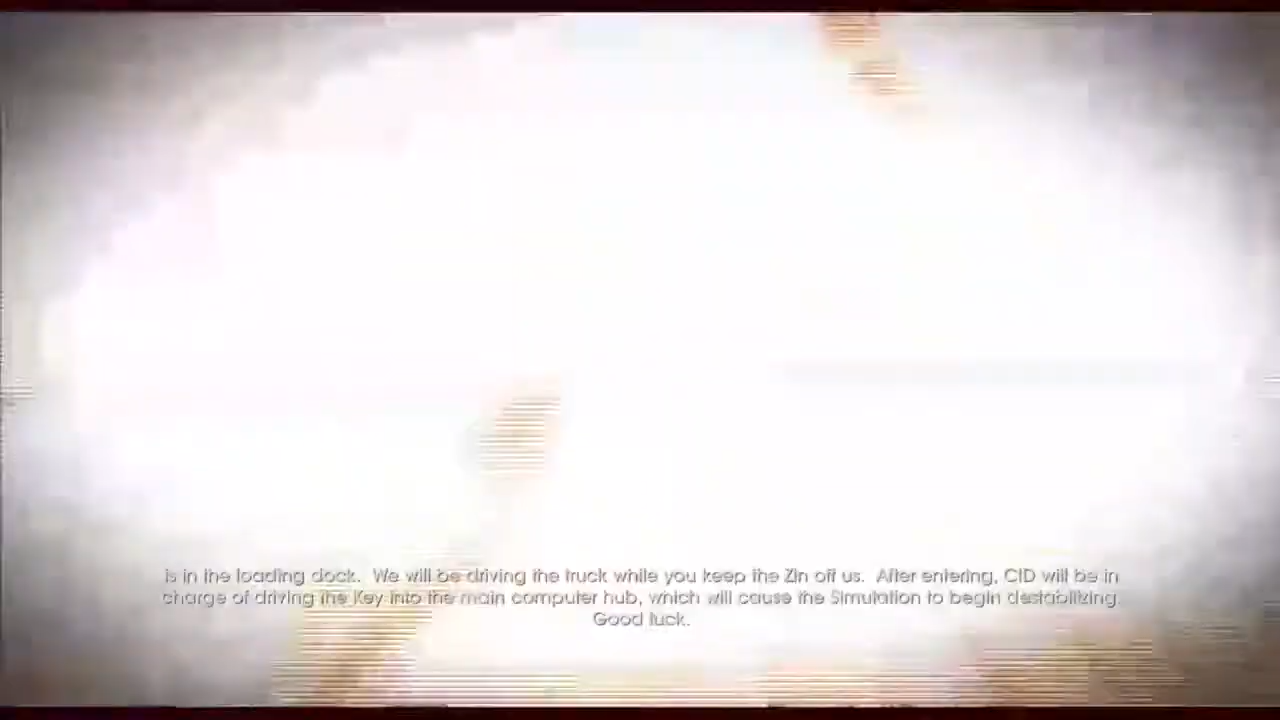 is in the loading dock.  We will be driving the truck while you keep the Zin off us.  After entering, CID will be in
charge of driving the Key into the main computer hub, which will cause the Simulation to begin destabilizing.
Good luck.